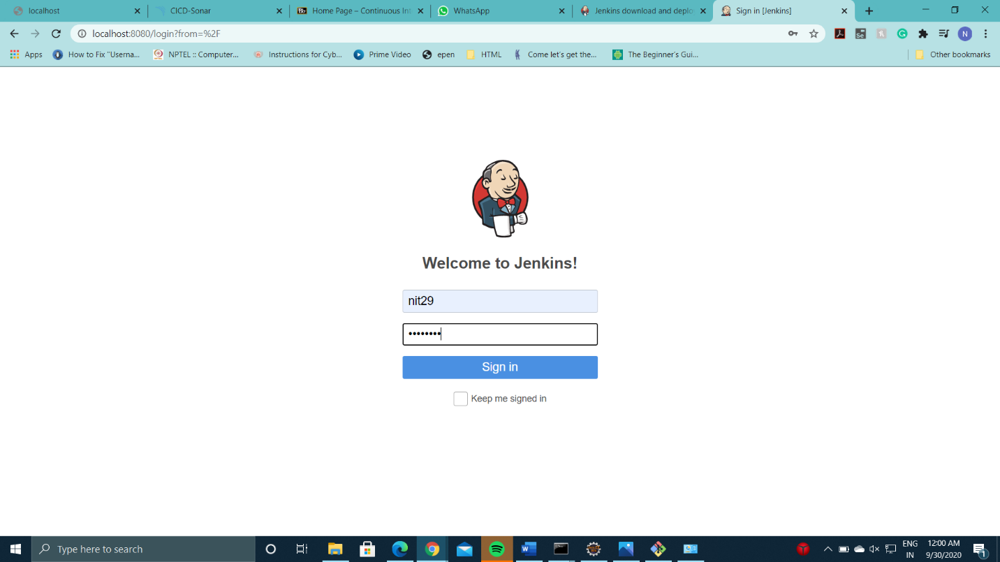 localhost
CICD-Sonar
Bb Home Page – Continuous Int
WhatsApp
Jenkins download and deplo
Sign in [Jenkins]
localhost:8080/login?from=%2F
Se
N
Apps
How to Fix "Userna...
NPTEL :: Computer...
Instructions for Cyb...
Prime Video
epen
HTML
Come let's get the...
The Beginner's Gui...
Other bookmarks
Welcome to Jenkins!
nit29
••••••••
Sign in
Keep me signed in
Type here to search
ENG
IN
12:00 AM
9/30/2020
1